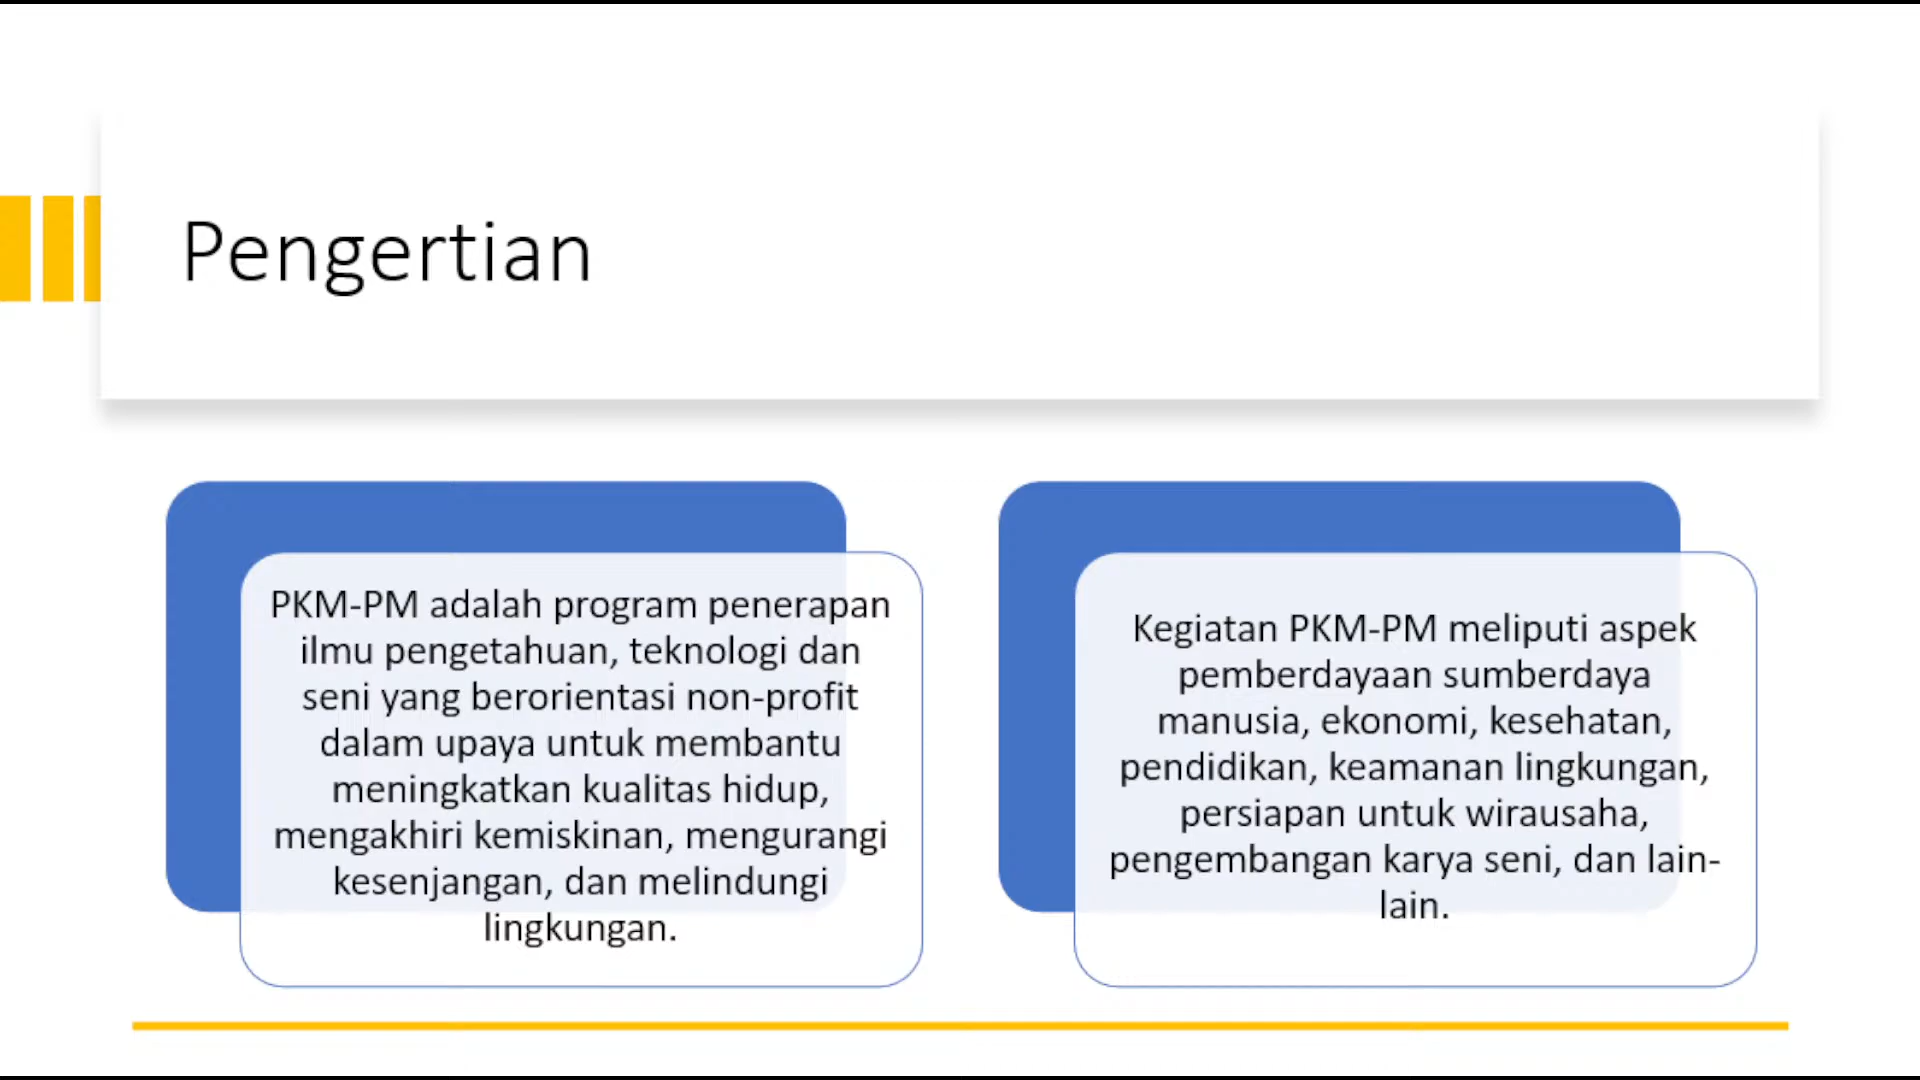 Pengertian
PKM-PM adalah program penerapan
ilmu pengetahuan, teknologi dan
seni yang berorientasi non-profit
dalam upaya untuk membantu
meningkatkan kualitas hidup,
mengakhiri kemiskinan, mengurangi
kesenjangan, dan melindungi
lingkungan.
Kegiatan PKM-PM meliputi aspek
pemberdayaan sumberdaya
manusia, ekonomi, kesehatan,
pendidikan, keamanan lingkungan,
persiapan untuk wirausaha,
pengembangan karya seni, dan lain-
lain.